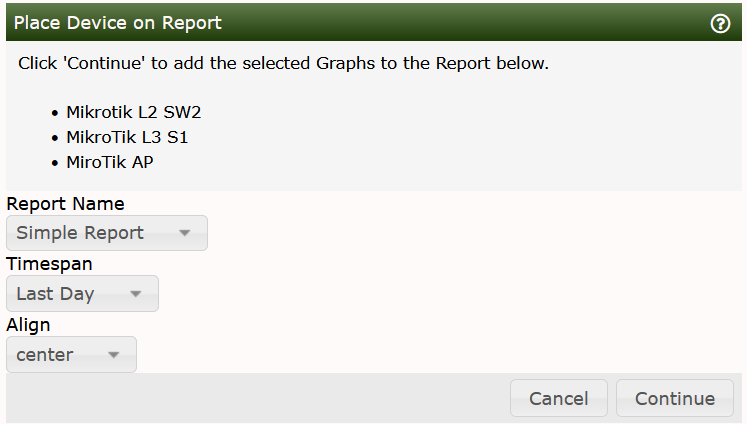 Place Device on Report
Click 'Continue' to add the selected Graphs to the Report below.
• Mikrotik L2 SW2
• MikroTik L3 S1
• MiroTik AP
Report Name
Simple Report
Timespan
Last Day
Align
center
Cancel Continue